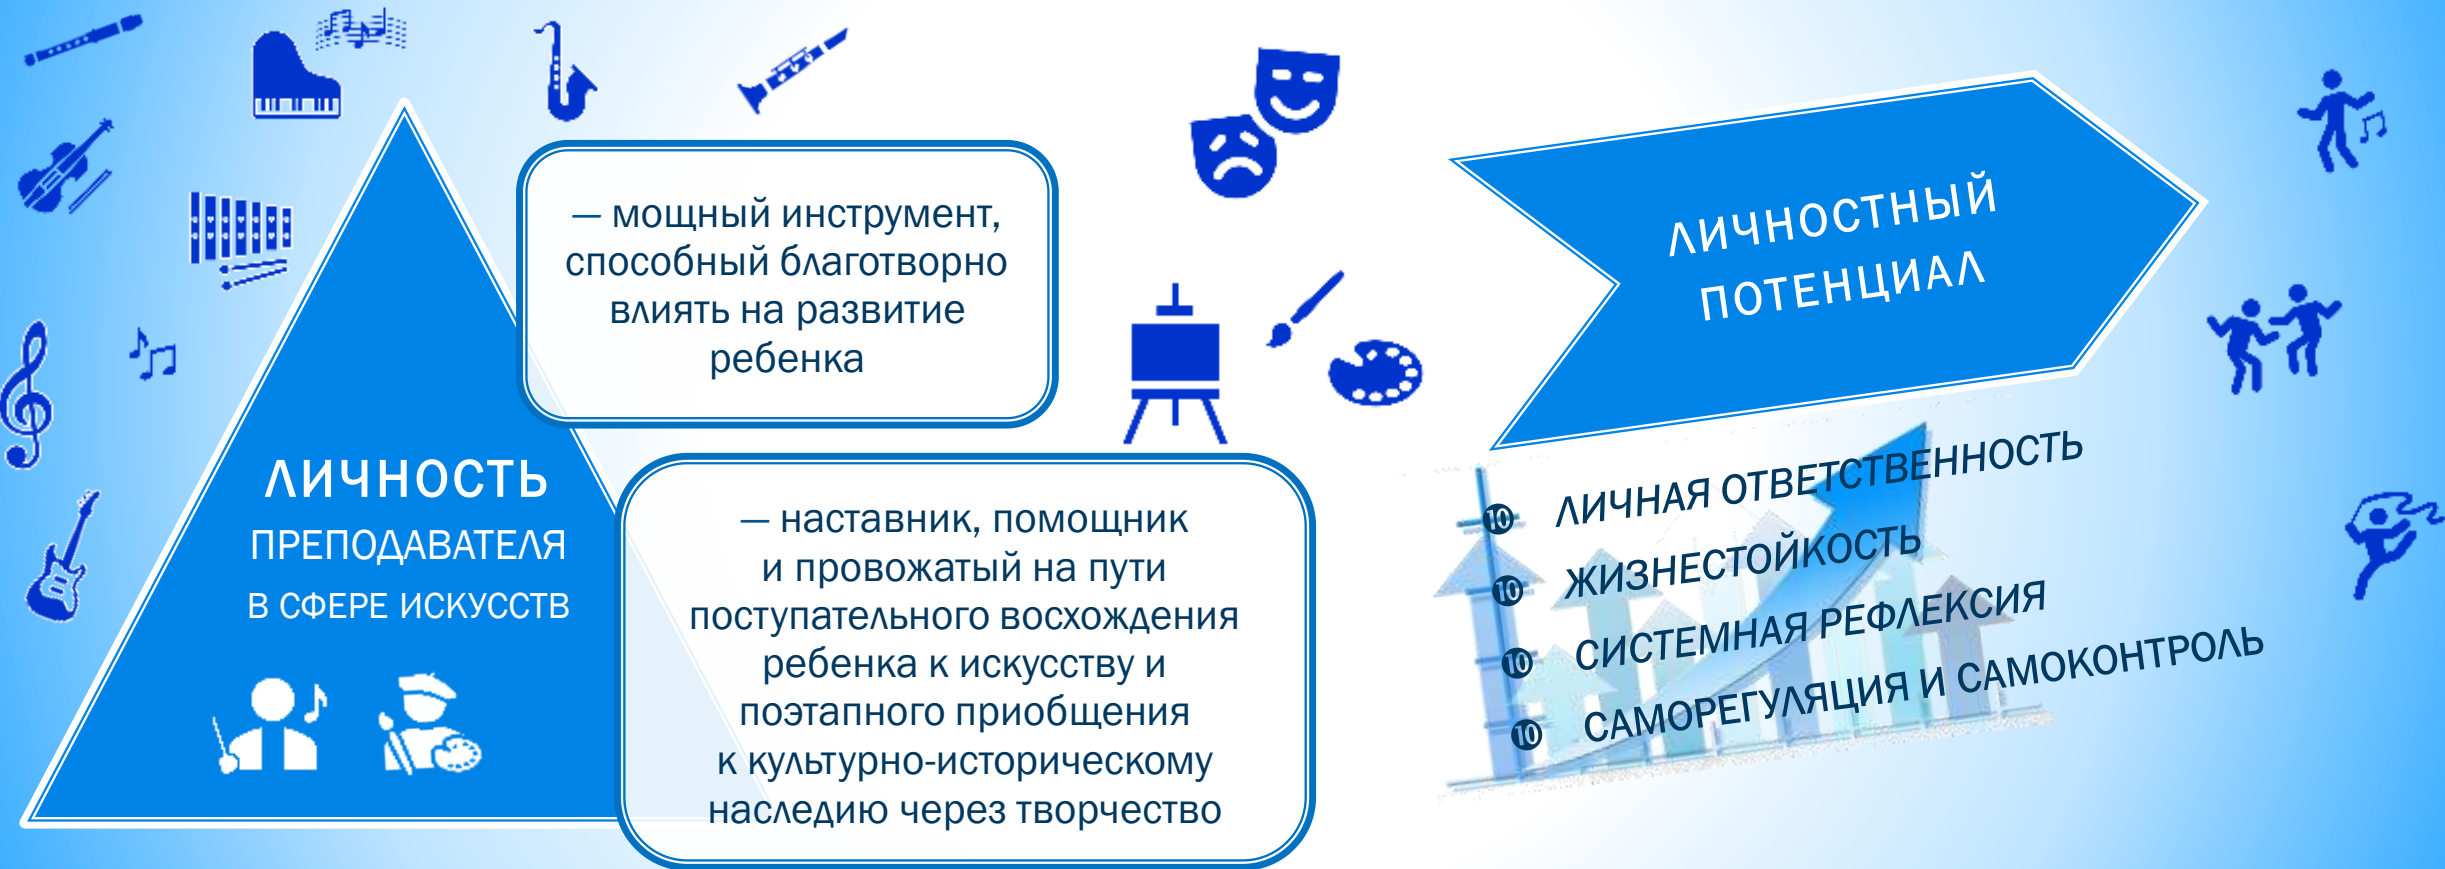 ЛИЧНОСТЬ
ПРЕПОДАВАТЕЛЯ
В СФЕРЕ ИСКУССТВ
— мощный инструмент,
способный благотворно
влиять на развитие
ребенка
— наставник, помощник
и провожатый на пути
поступательного восхождения
ребенка к искусству и
поэтапного приобщения
к культурно-историческому
наследию через творчество
ЛИЧНОСТНЫЙ
ПОТЕНЦИАЛ
❿ ЛИЧНАЯ ОТВЕТСТВЕННОСТЬ
❿ ЖИЗНЕСТОЙКОСТЬ
❿ СИСТЕМНАЯ РЕФЛЕКСИЯ
❿ САМОРЕГУЛЯЦИЯ И САМОКОНТРОЛЬ